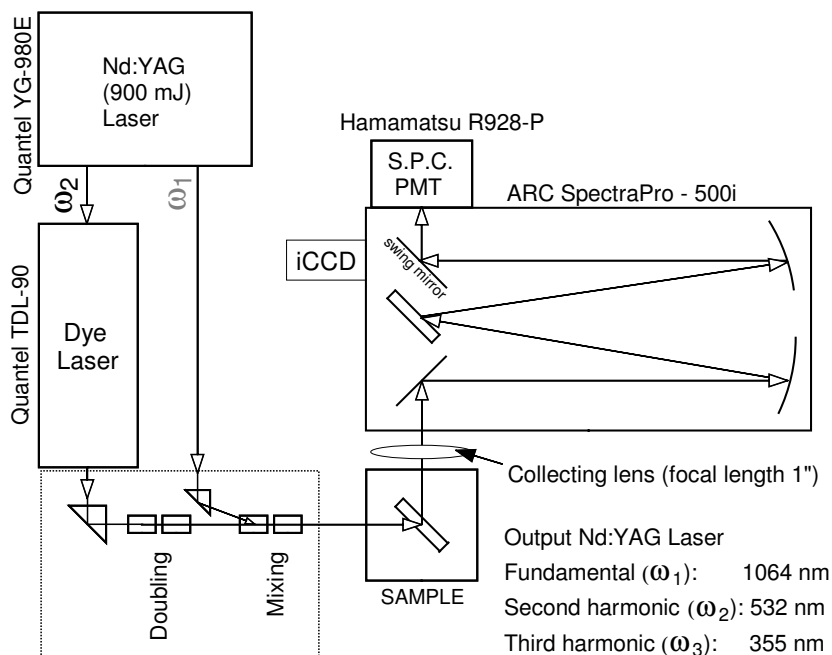 Quantel YG-980E
Nd:YAG
(900 mJ)
Laser
ω2
ω1
Quantel TDL-90
Dye
Laser
Doubling
Mixing
Hamamatsu R928-P
S.P.C.
PMT
ARC SpectraPro - 500i
iCCD
swing mirror
Collecting lens (focal length 1")
SAMPLE
Output Nd:YAG Laser
Fundamental (ω1): 1064 nm
Second harmonic (ω2): 532 nm
Third harmonic (ω3): 355 nm